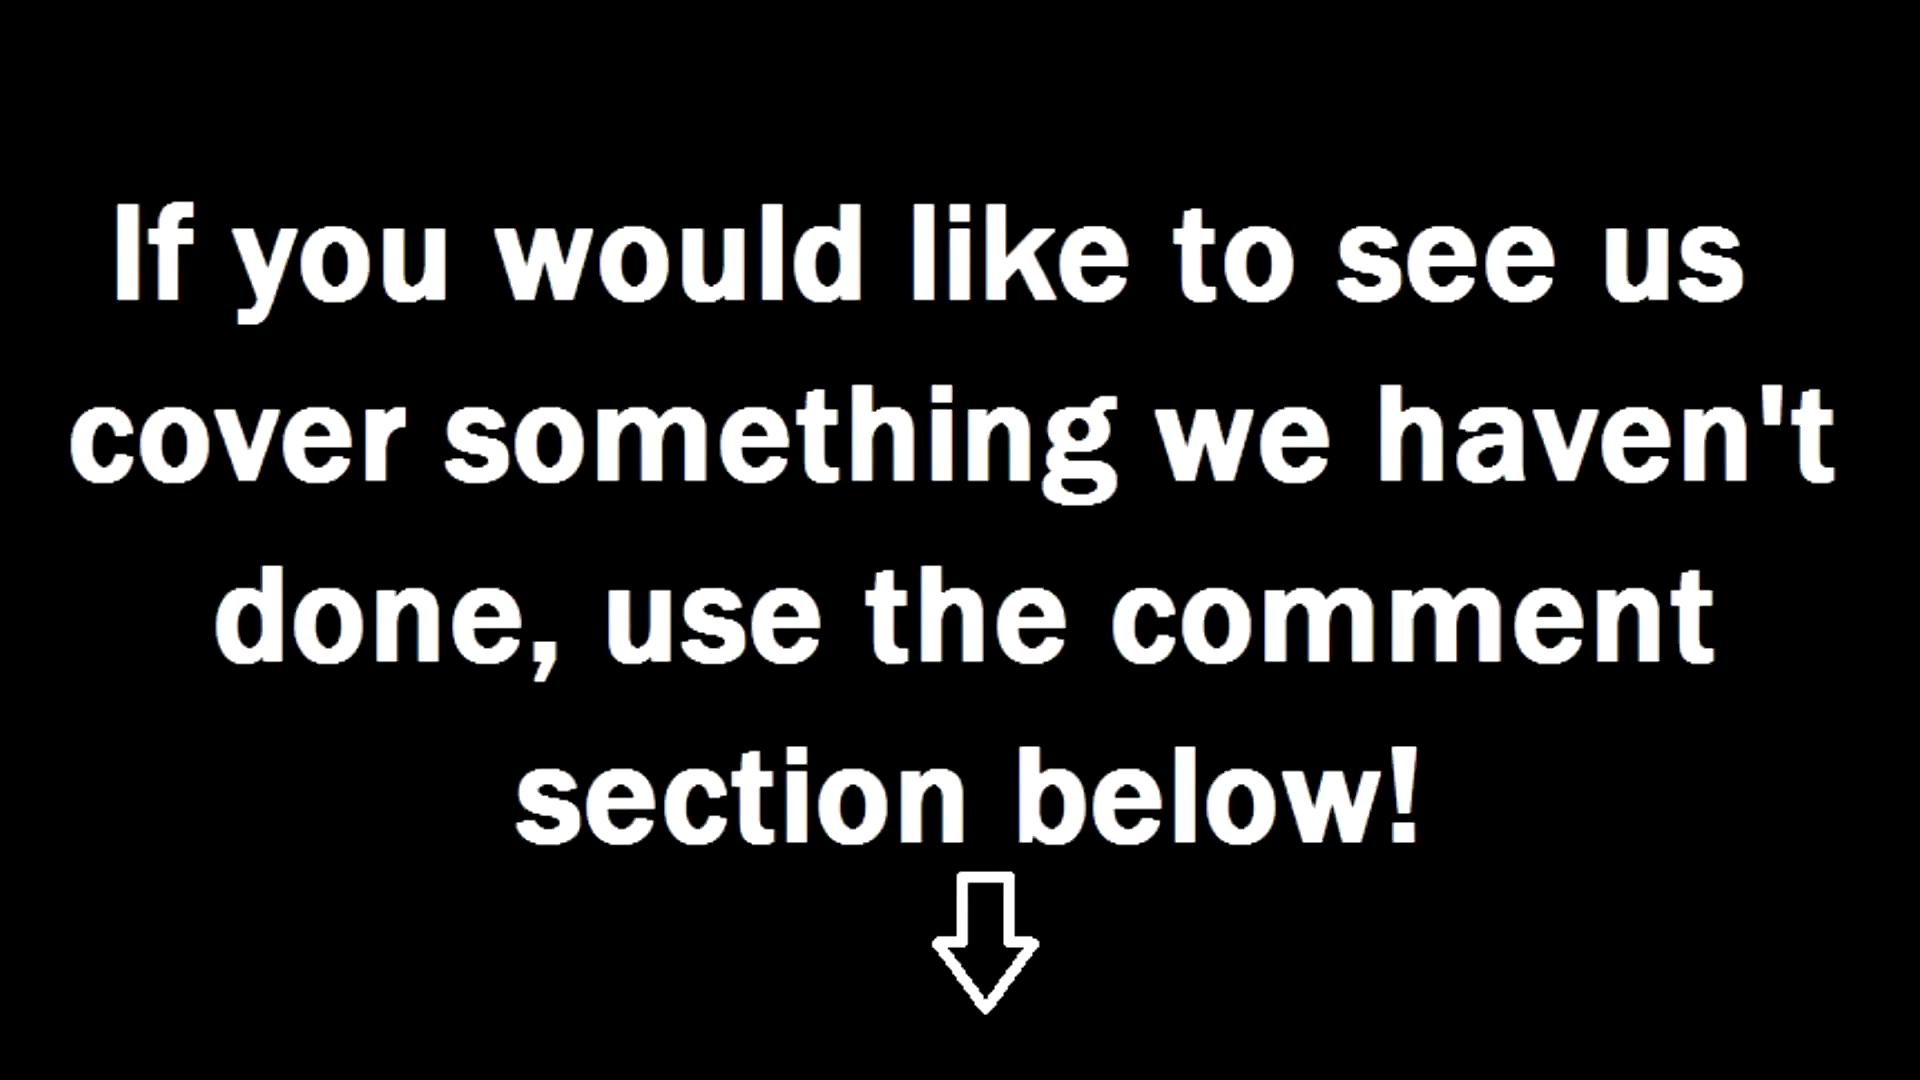 If you would like to see us
cover something we haven't
done, use the comment
section below!